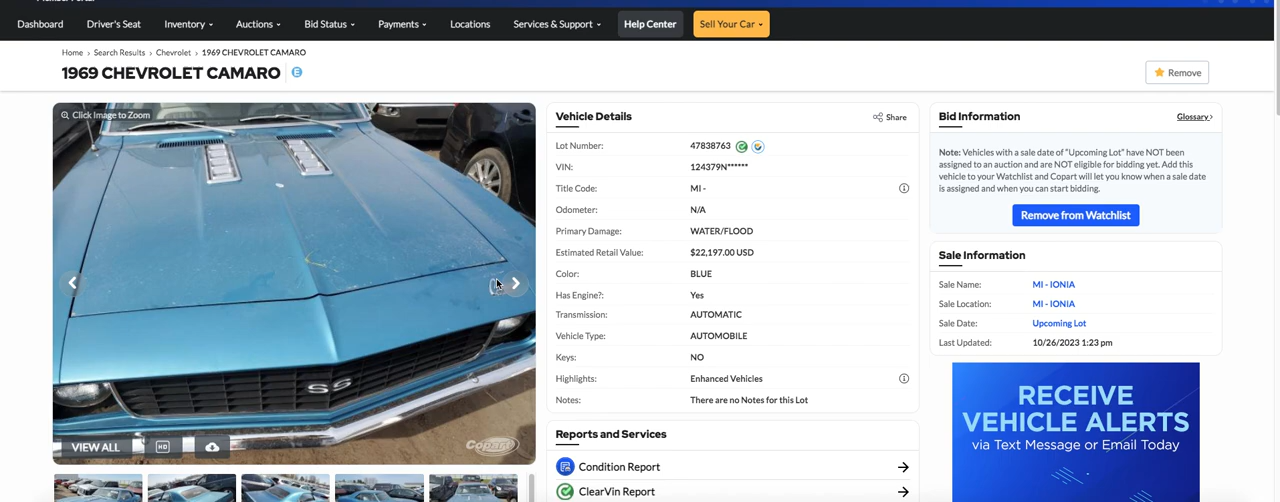 Dashboard Driver's Seat Inventory Auctions Bid Status Payments Locations Services & Support Help Center Sell Your Car
Home > Search Results > Chevrolet > 1969 CHEVROLET CAMARO
1969 CHEVROLET CAMARO E
Remove
Click Image to Zoom
SS
VIEW ALL
HD
Copart
Vehicle Details
Share
Lot Number: 47838763
VIN: 124379N******
Title Code: MI -
Odometer: N/A
Primary Damage: WATER/FLOOD
Estimated Retail Value: $22,197.00 USD
Color: BLUE
Has Engine?: Yes
Transmission: AUTOMATIC
Vehicle Type: AUTOMOBILE
Keys: NO
Highlights: Enhanced Vehicles
Notes: There are no Notes for this Lot
Reports and Services
Condition Report
ClearVin Report
Bid Information
Glossary >
Note: Vehicles with a sale date of "Upcoming Lot" have NOT been
assigned to an auction and are NOT eligible for bidding yet. Add this
vehicle to your Watchlist and Copart will let you know when a sale date
is assigned and when you can start bidding.
Remove from Watchlist
Sale Information
Sale Name: MI - IONIA
Sale Location: MI - IONIA
Sale Date: Upcoming Lot
Last Updated: 10/26/2023 1:23 pm
RECEIVE
VEHICLE ALERTS
via Text Message or Email Today